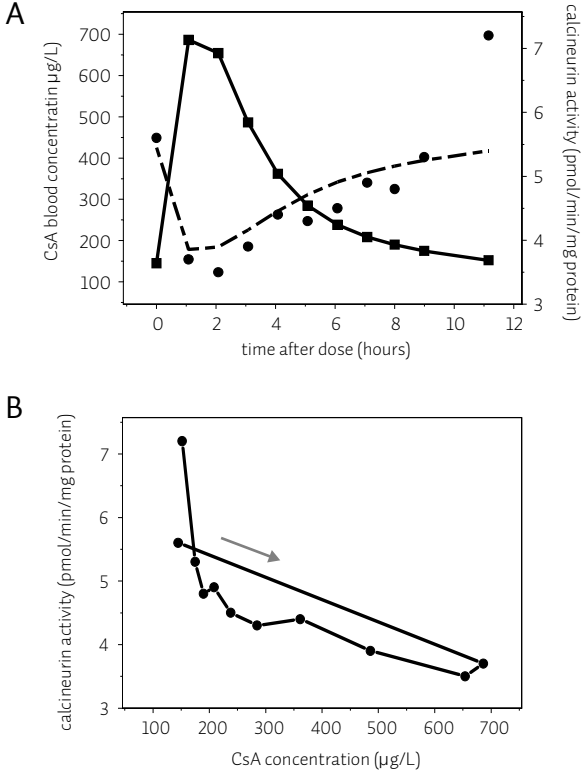 A
CsA blood concentratin µg/L)
700
600
500
400
300
200
100
7
6
5
4
3
calcineurin activity (pmol/min/mg protein)
0 2 4 6 8 10 12
time after dose (hours)
B
calcineurin activity (pmol/min/mg protein)
7
6
5
4
3
100 200 300 400 500 600 700
CsA concentration (µg/L)